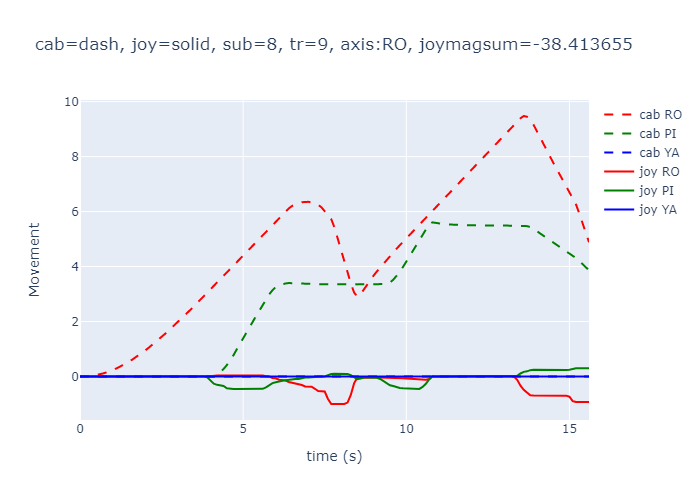 cab=dash, joy=solid, sub=8, tr=9, axis:RO, joymagsum=-38.413655
10
8
6
4
2
0
Movement
0
5
10
15
time (s)
cab RO
cab PI
cab YA
joy RO
joy PI
joy YA